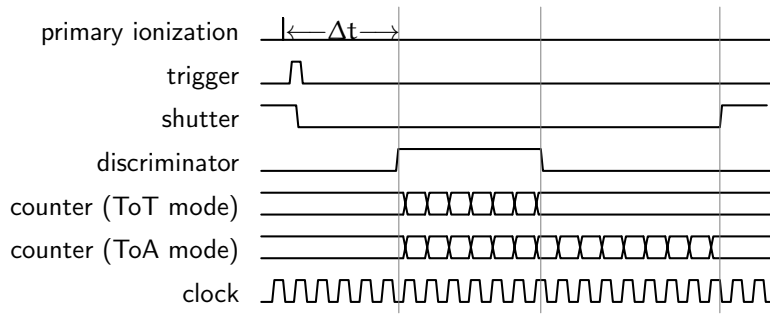 primary ionization
Δt
trigger
shutter
discriminator
counter (ToT mode)
counter (ToA mode)
clock